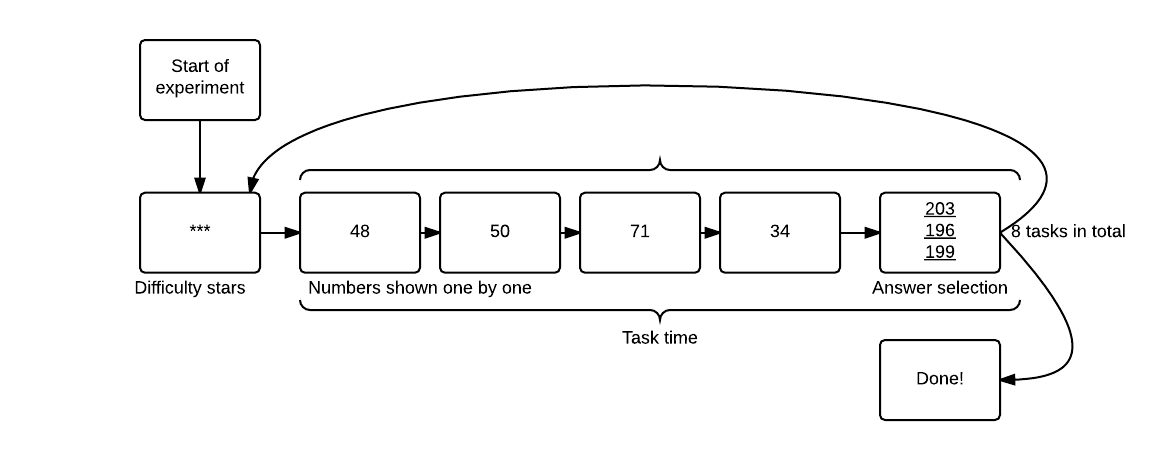 Start of
experiment
***
48
50
71
34
203
196
199
8 tasks in total
Difficulty stars
Numbers shown one by one
Answer selection
Task time
Done!